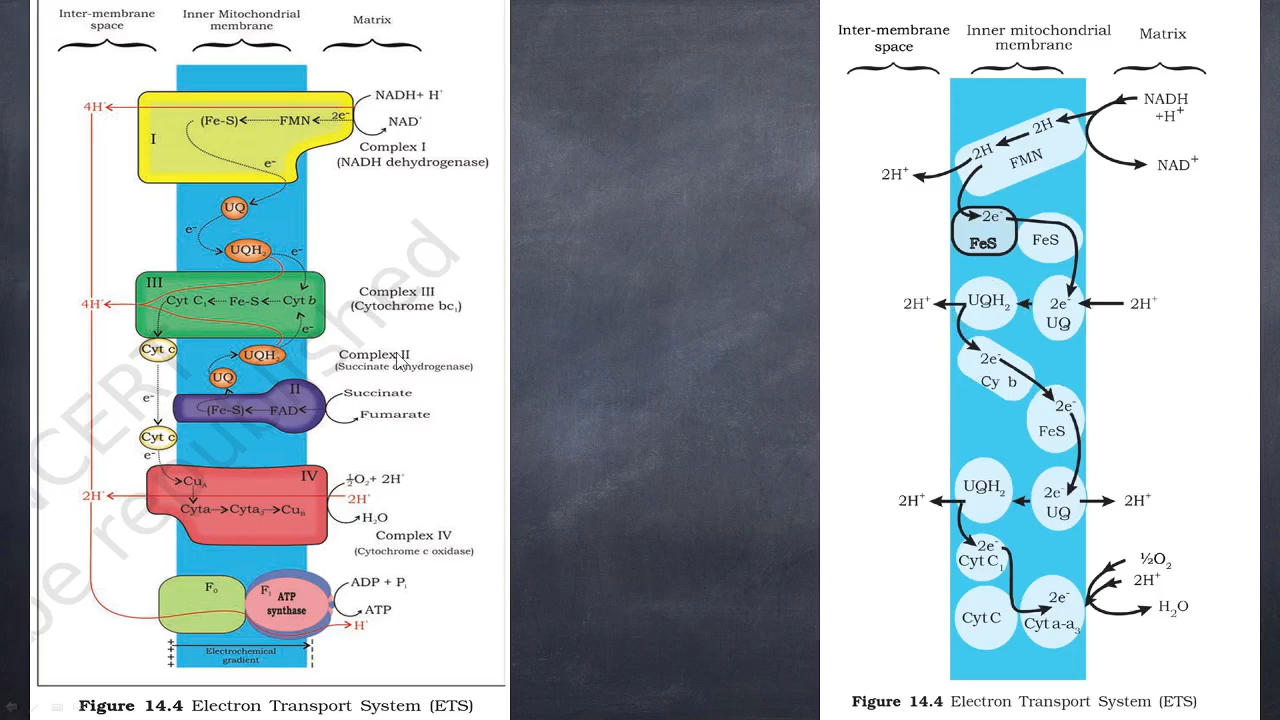 Inter-membrane
space
Inner Mitochondrial
membrane
Matrix
NADH+ H⁺
4H⁺
I
(Fe-S)
FMN
2e⁻
NAD⁺
Complex I
(NADH dehydrogenase)
e⁻
UQ
e⁻
UQH₂
e⁻
III
Cyt C₁
Fe-S
Cyt b
4H⁺
Complex III
(Cytochrome bc₁)
e⁻
Cyt c
UQH₂
Complex II
(Succinate dehydrogenase)
UQ
II
(Fe-S)
FAD
Succinate
Fumarate
e⁻
Cyt c
e⁻
IV
CuA
½O₂+ 2H⁺
2H⁺
2H⁺
Cyta
Cyta₃
CuB
H₂O
Complex IV
(Cytochrome c oxidase)
F₀
F₁
ATP
synthase
ADP + Pᵢ
ATP
H⁺
Electrochemical
gradient
Figure 14.4 Electron Transport System (ETS)
NCERT
be republished
Inter-membrane
space
Inner mitochondrial
membrane
Matrix
NADH
+H⁺
2H
2H
FMN
NAD⁺
2H⁺
2e⁻
FeS
FeS
2H⁺
UQH₂
2e⁻
UQ
2H⁺
2e⁻
Cy b
2e⁻
FeS
2H⁺
UQH₂
2e⁻
UQ
2H⁺
2e⁻
Cyt C₁
½O₂
2H⁺
H₂O
2e⁻
Cyt C
Cyt a-a₃
Figure 14.4 Electron Transport System (ETS)